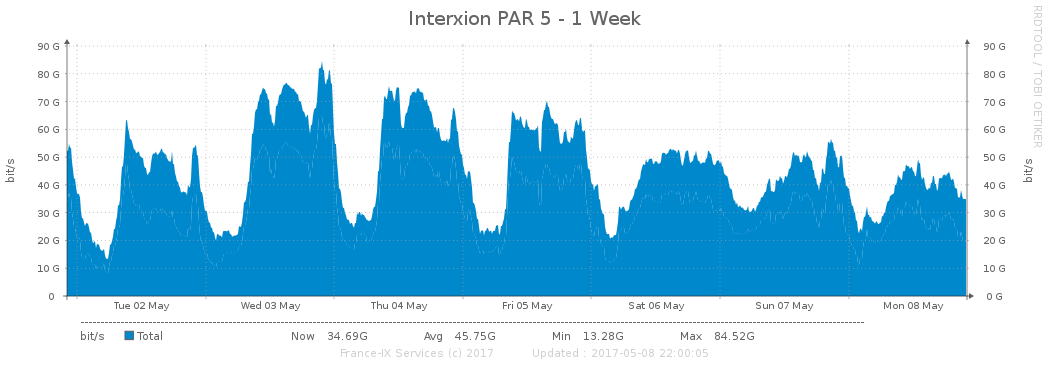 Interxion PAR 5 - 1 Week
RRDTOOL / TOBI OETIKER
90 G 90 G
80 G 80 G
70 G 70 G
60 G 60 G
50 G 50 G
40 G 40 G
30 G 30 G
20 G 20 G
10 G 10 G
0 0 G
bit/s
bit/s
Tue 02 May Wed 03 May Thu 04 May Fri 05 May Sat 06 May Sun 07 May Mon 08 May
bit/s Total Now 34.69G Avg 45.75G Min 13.28G Max 84.52G
France-IX Services (c) 2017 Updated : 2017-05-08 22:00:05